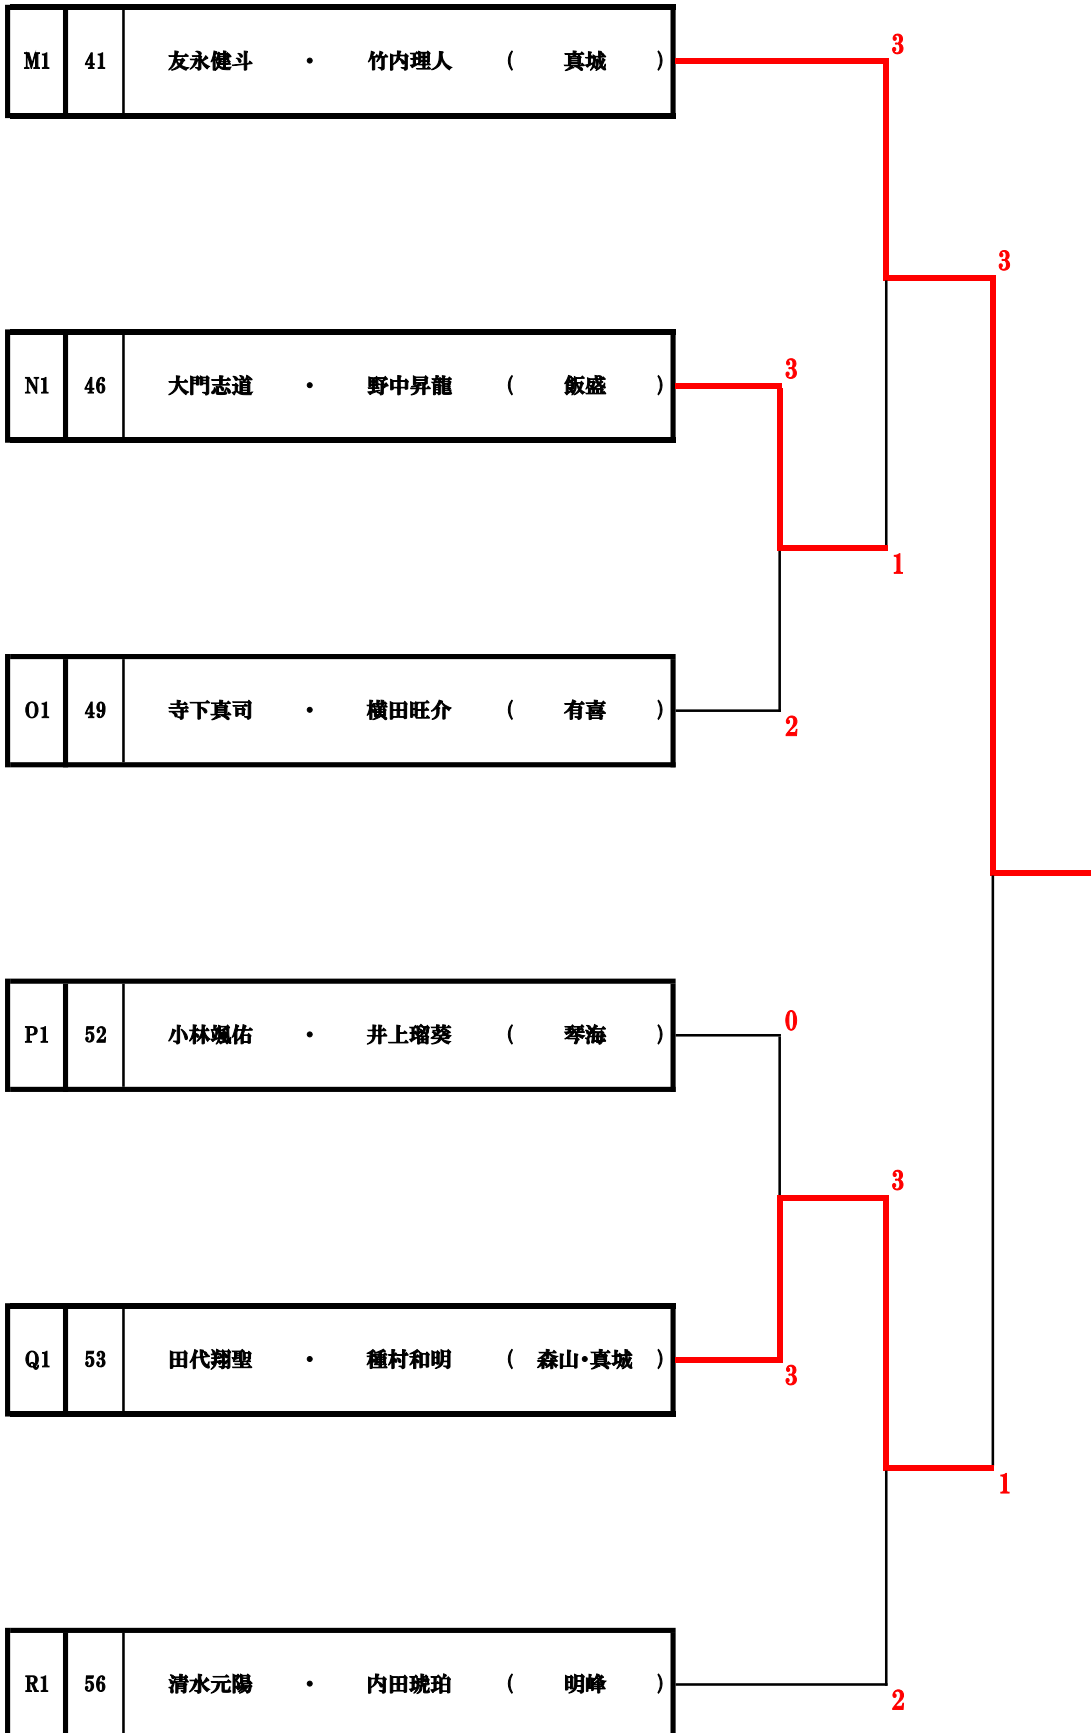 M1 41 友永健斗 ・ 竹内理人 ( 真城 )
3
3
N1 46 大門志道 ・ 野中昇龍 ( 飯盛 )
3
1
O1 49 寺下真司 ・ 横田旺介 ( 有喜 )
2
P1 52 小林颯佑 ・ 井上瑠葵 ( 琴海 )
0
3
Q1 53 田代翔聖 ・ 種村和明 ( 森山・真城 )
3
1
R1 56 清水元陽 ・ 内田琥珀 ( 明峰 )
2